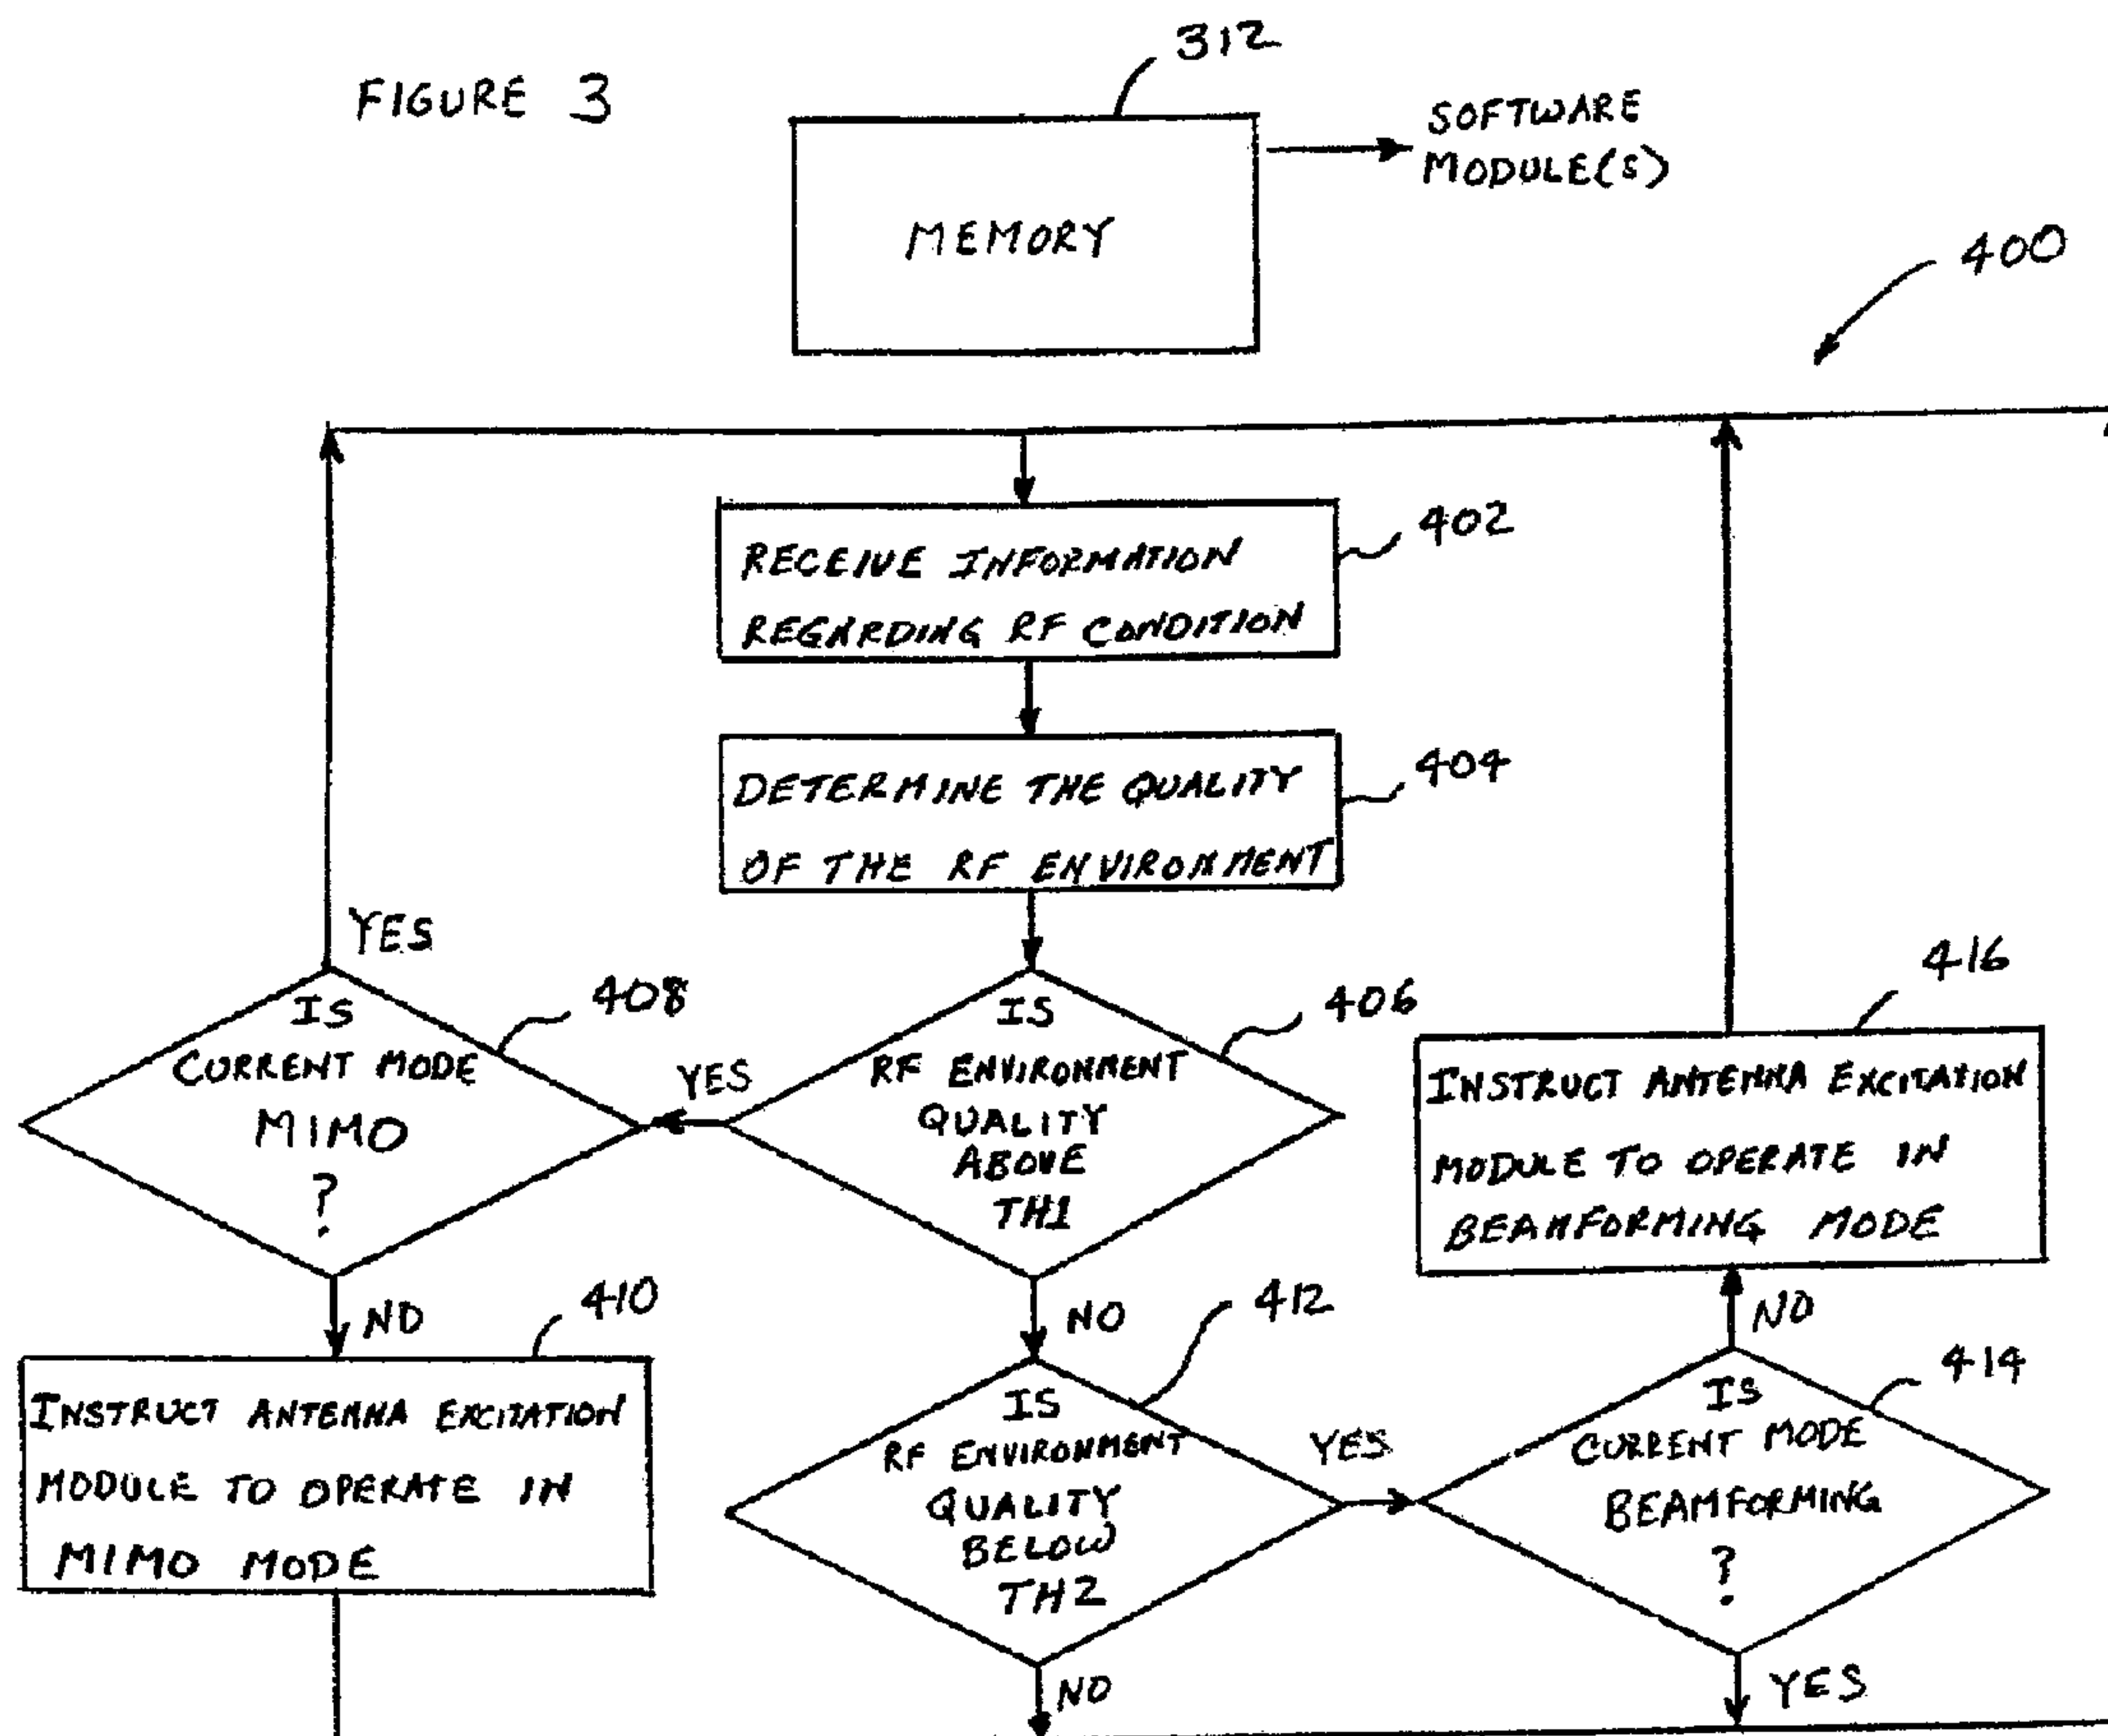 312
FIGURE 3
SOFTWARE
MODULE(S)
MEMORY
400
402
RECEIVE INFORMATION
REGARDING RF CONDITION
404
DETERMINE THE QUALITY
OF THE RF ENVIRONMENT
YES
408
IS
CURRENT MODE
MIMO
?
YES
406
IS
RF ENVIRONMENT
QUALITY
ABOVE
TH1
416
INSTRUCT ANTENNA EXCITATION
MODULE TO OPERATE IN
BEAMFORMING MODE
NO
410
INSTRUCT ANTENNA EXCITATION
MODULE TO OPERATE IN
MIMO MODE
NO
412
IS
RF ENVIRONMENT
QUALITY
BELOW
TH2
YES
NO
414
IS
CURRENT MODE
BEAMFORMING
?
NO
YES